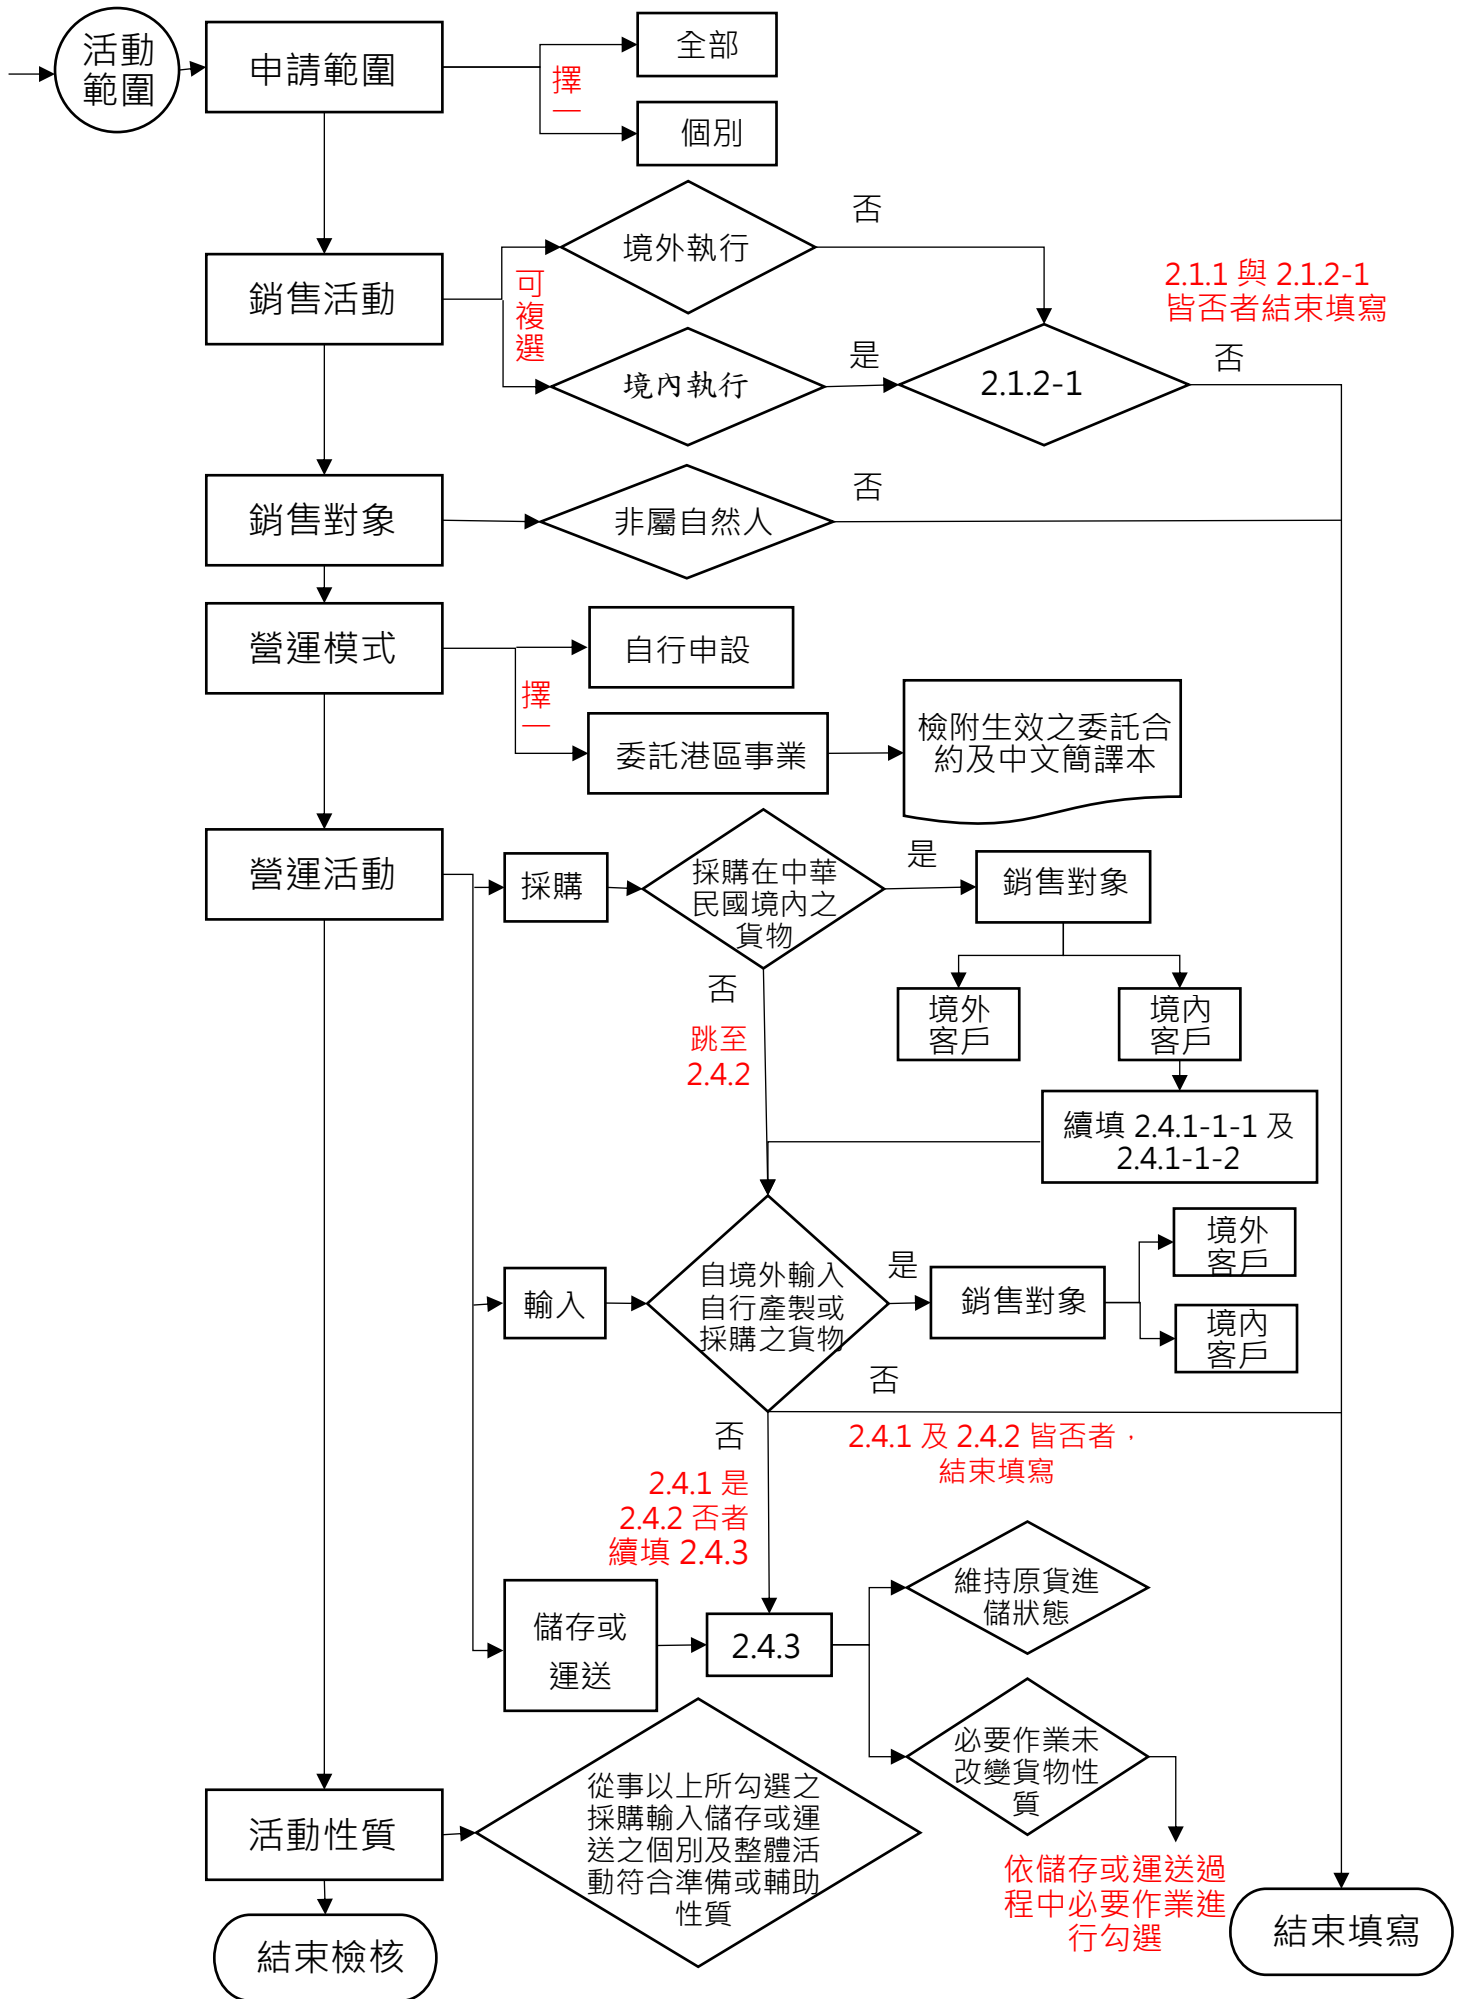 活動
範圍
申請範圍
擇
一
全部
個別
銷售活動
可
複
選
境外執行
否
境內執行
是
2.1.2-1
2.1.1 與 2.1.2-1
皆否者結束填寫
否
銷售對象
非屬自然人
否
營運模式
擇
一
自行申設
委託港區事業
檢附生效之委託合
約及中文簡譯本
營運活動
採購
採購在中華
民國境內之
貨物
是
銷售對象
境外
客戶
境內
客戶
續填 2.4.1-1-1 及
2.4.1-1-2
否
跳至
2.4.2
輸入
自境外輸入
自行產製或
採購之貨物
是
銷售對象
境外
客戶
境內
客戶
否
2.4.1 及 2.4.2 皆否者，
結束填寫
否
2.4.1 是
2.4.2 否者
續填 2.4.3
儲存或
運送
2.4.3
維持原貨進
儲狀態
必要作業未
改變貨物性
質
依儲存或運送過
程中必要作業進
行勾選
活動性質
從事以上所勾選之
採購輸入儲存或運
送之個別及整體活
動符合準備或輔助
性質
結束檢核
結束填寫